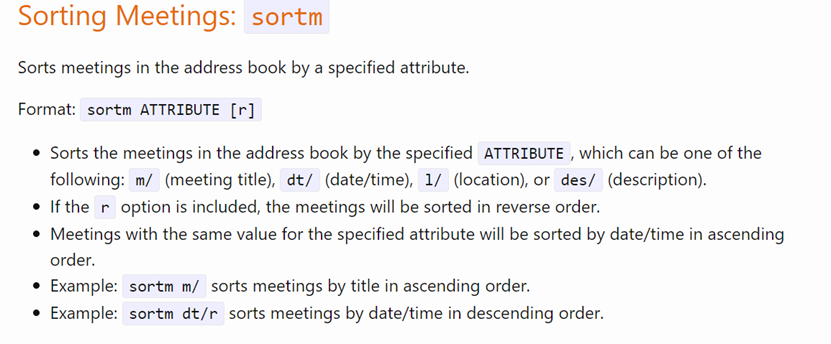 Sorting Meetings: sortm
Sorts meetings in the address book by a specified attribute.
Format: sortm ATTRIBUTE [r]
• Sorts the meetings in the address book by the specified ATTRIBUTE , which can be one of the
following: m/ (meeting title), dt/ (date/time), l/ (location), or des/ (description).
• If the r option is included, the meetings will be sorted in reverse order.
• Meetings with the same value for the specified attribute will be sorted by date/time in ascending
order.
• Example: sortm m/ sorts meetings by title in ascending order.
• Example: sortm dt/r sorts meetings by date/time in descending order.